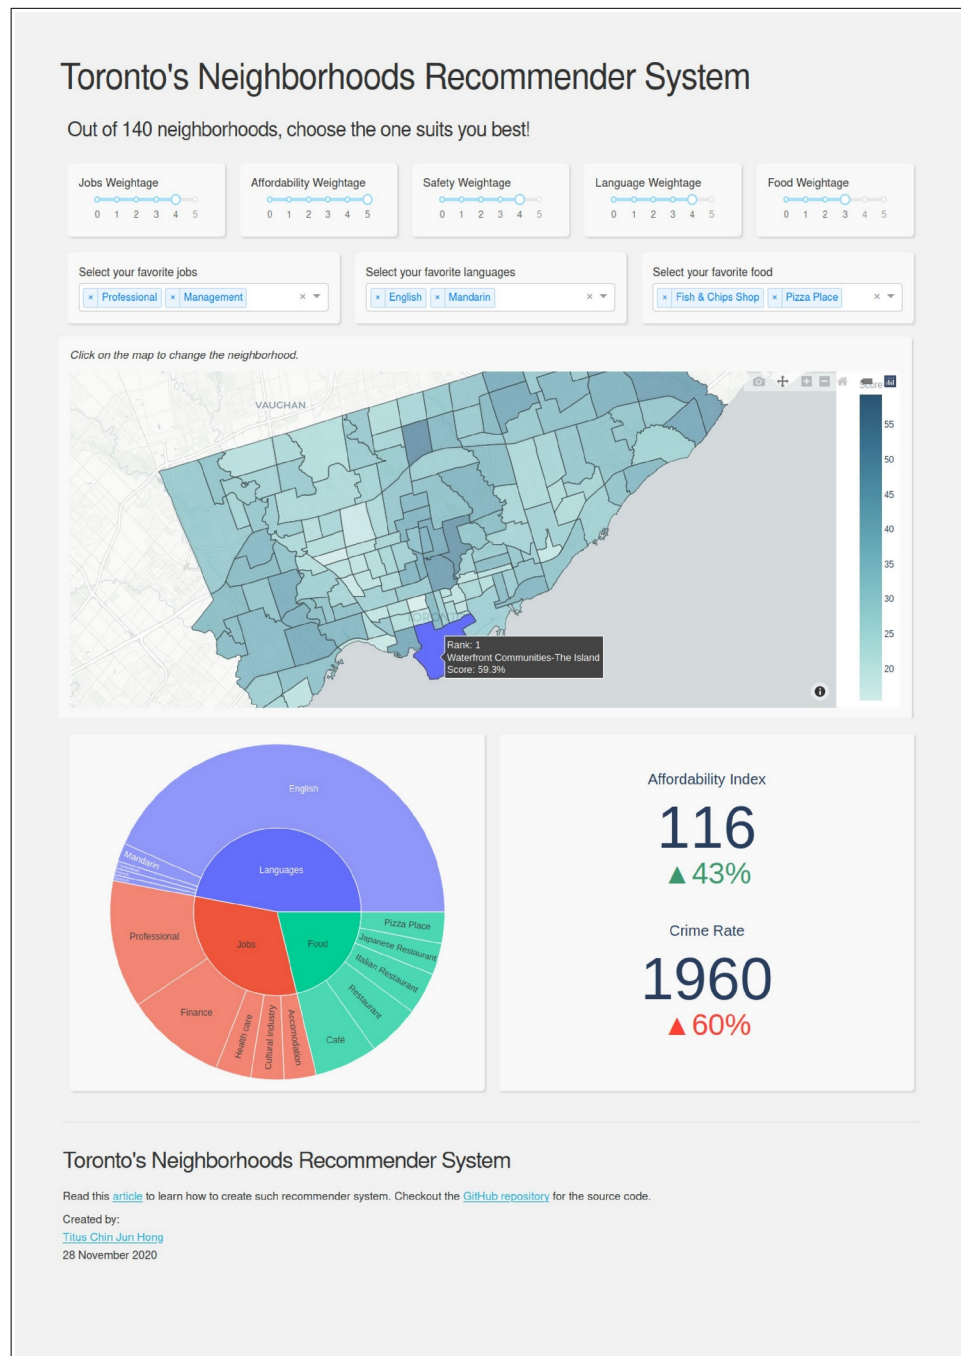 Toronto's Neighborhoods Recommender System
Out of 140 neighborhoods, choose the one suits you best!
Jobs Weightage
0 1 2 3 4 5
Affordability Weightage
0 1 2 3 4 5
Safety Weightage
0 1 2 3 4 5
Language Weightage
0 1 2 3 4 5
Food Weightage
0 1 2 3 4 5
Select your favorite jobs
× Professional × Management
Select your favorite languages
× English × Mandarin
Select your favorite food
× Fish & Chips Shop × Pizza Place
Click on the map to change the neighborhood.
VAUCHAN
Score
55
50
45
40
35
30
25
20
Rank: 1
Waterfront Communities-The Island
Score: 59.3%
English
Mandarin
Languages
Professional
Jobs
Food
Pizza Place
Japanese Restaurant
Italian Restaurant
Restaurant
Café
Finance
Health care
Cultural industry
Accomodation
Affordability Index
116
▲43%
Crime Rate
1960
▲60%
Toronto's Neighborhoods Recommender System
Read this article to learn how to create such recommender system. Checkout the GitHub repository for the source code.
Created by:
Titus Chin Jun Hong
28 November 2020